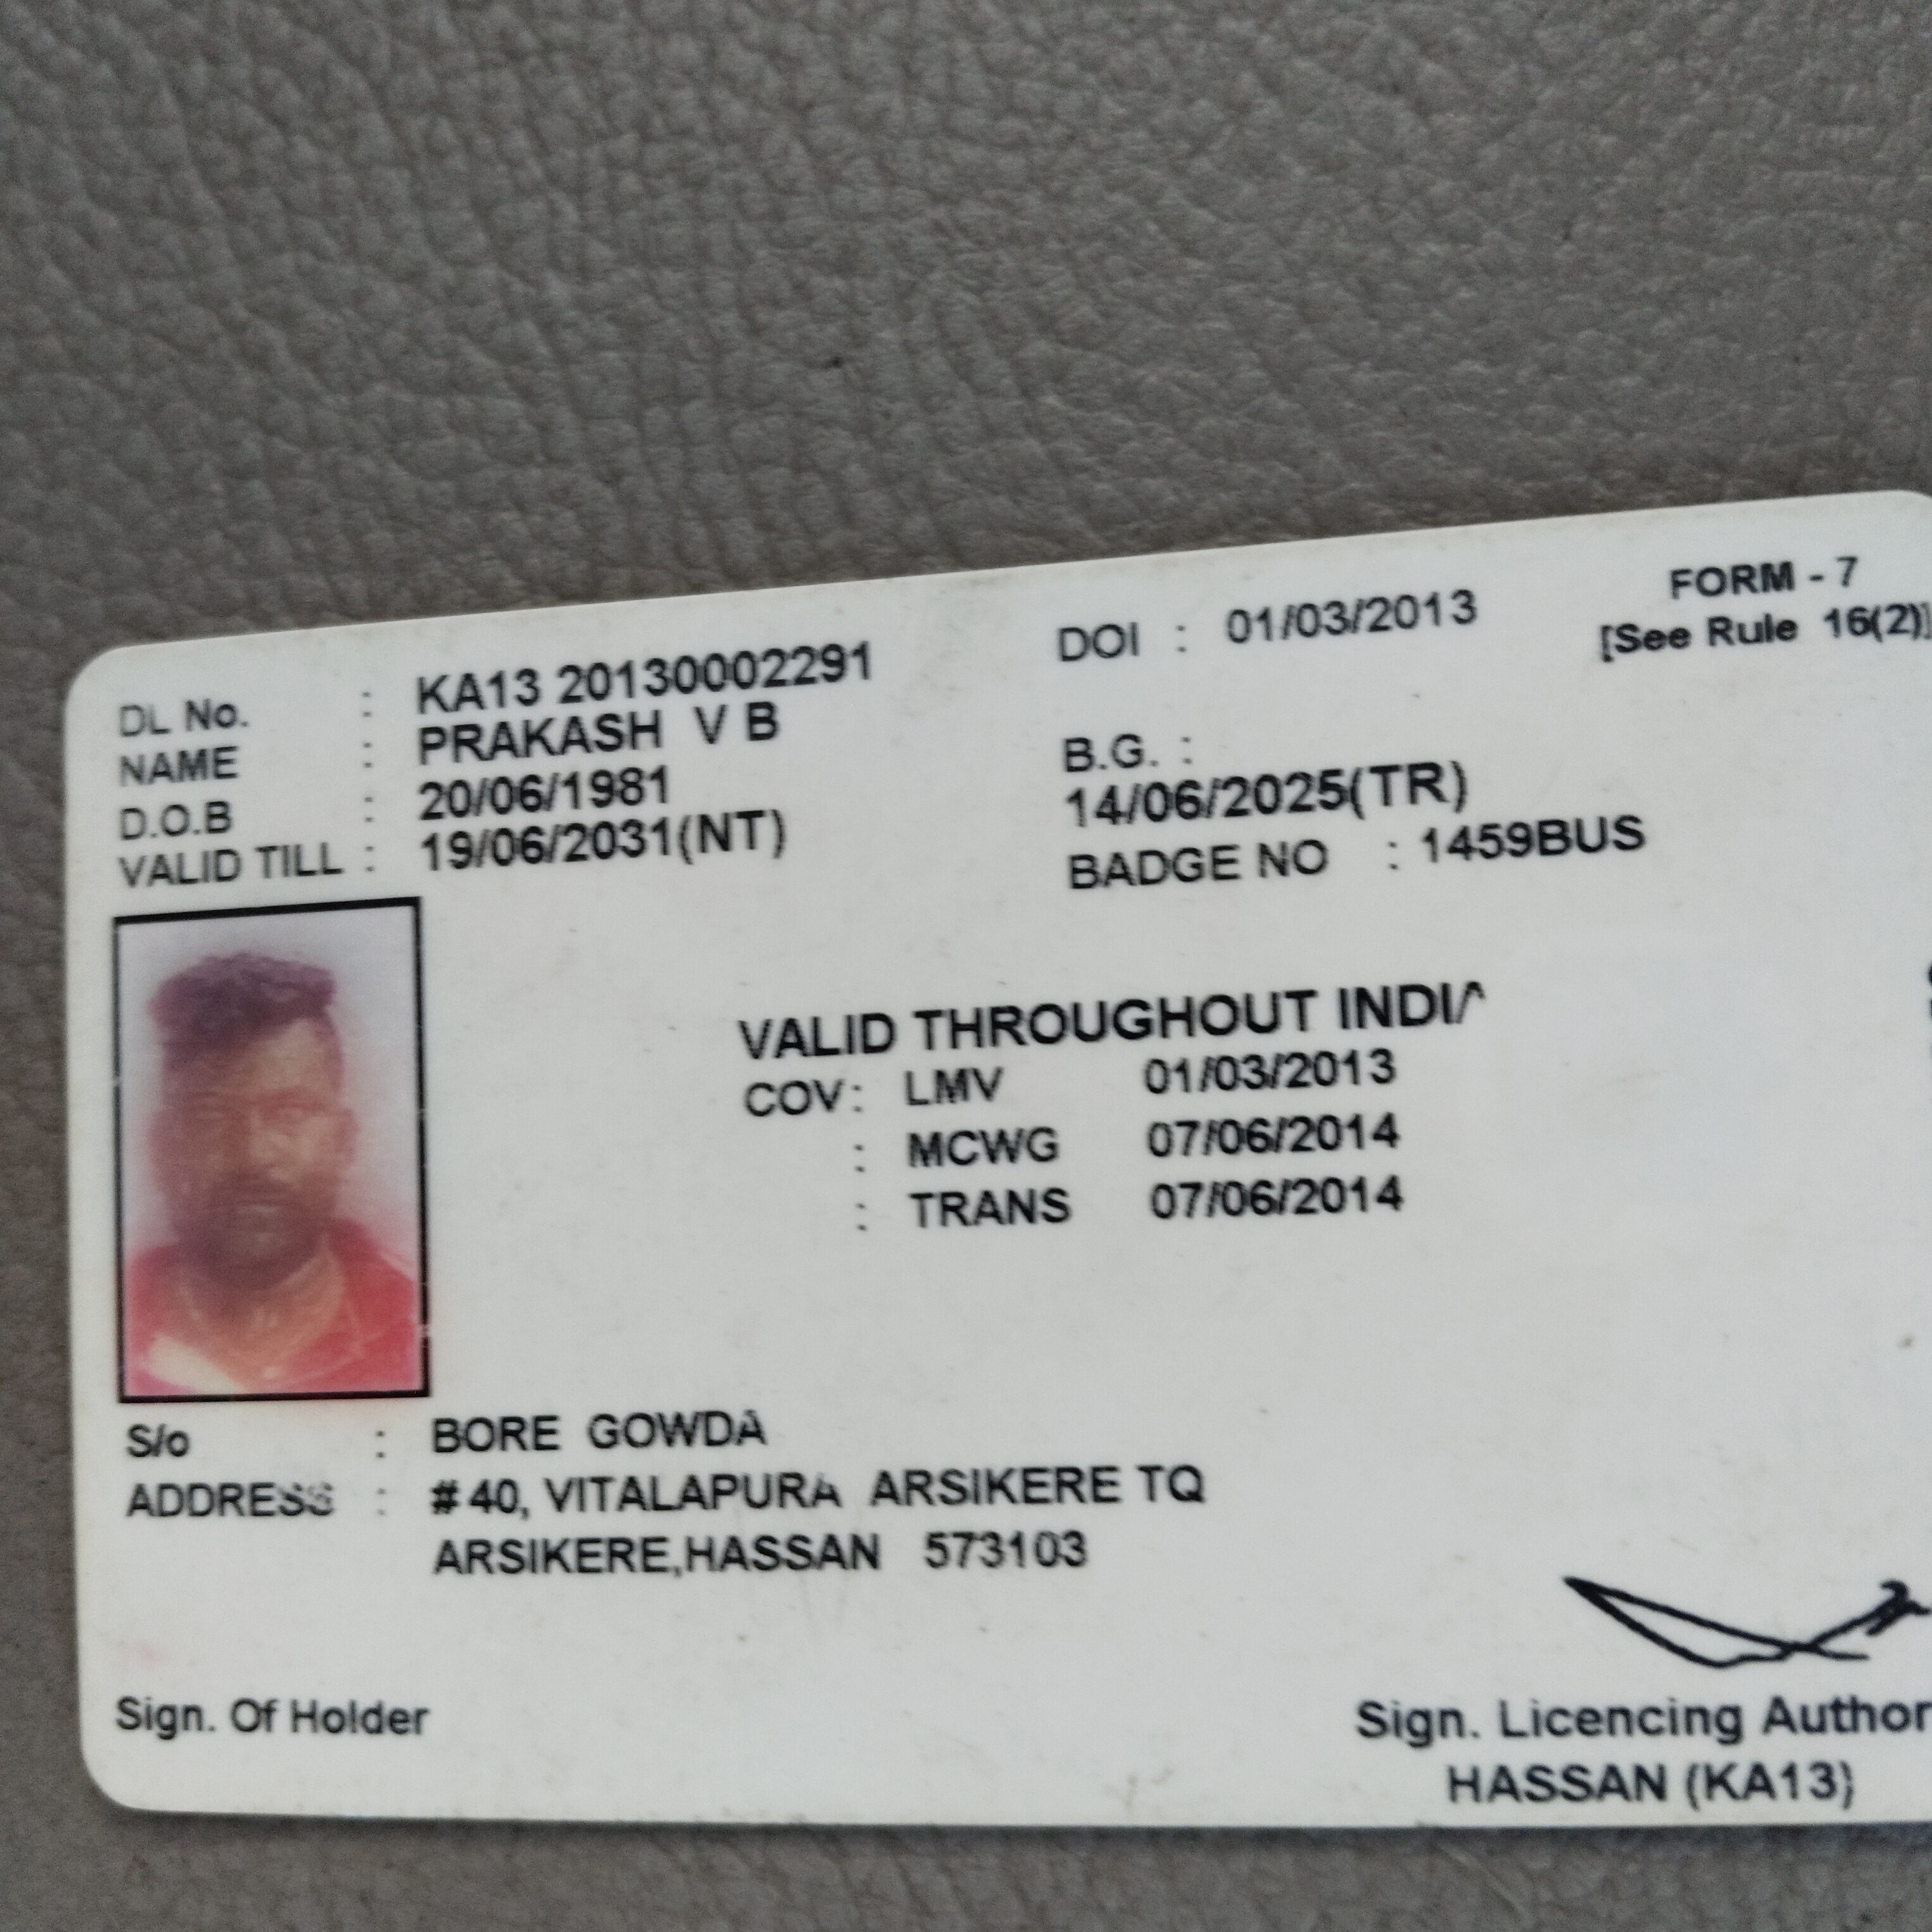 DL No. : KA13 20130002291 DOI : 01/03/2013 FORM - 7
[See Rule 16(2)]
NAME : PRAKASH V B B.G. :
D.O.B : 20/06/1981 14/06/2025(TR)
VALID TILL : 19/06/2031(NT) BADGE NO : 1459BUS
VALID THROUGHOUT INDIA
COV: LMV 01/03/2013
: MCWG 07/06/2014
: TRANS 07/06/2014
S/o : BORE GOWDA
ADDRESS : #40, VITALAPURA ARSIKERE TQ
ARSIKERE,HASSAN 573103
Sign. Of Holder Sign. Licencing Author
HASSAN (KA13)